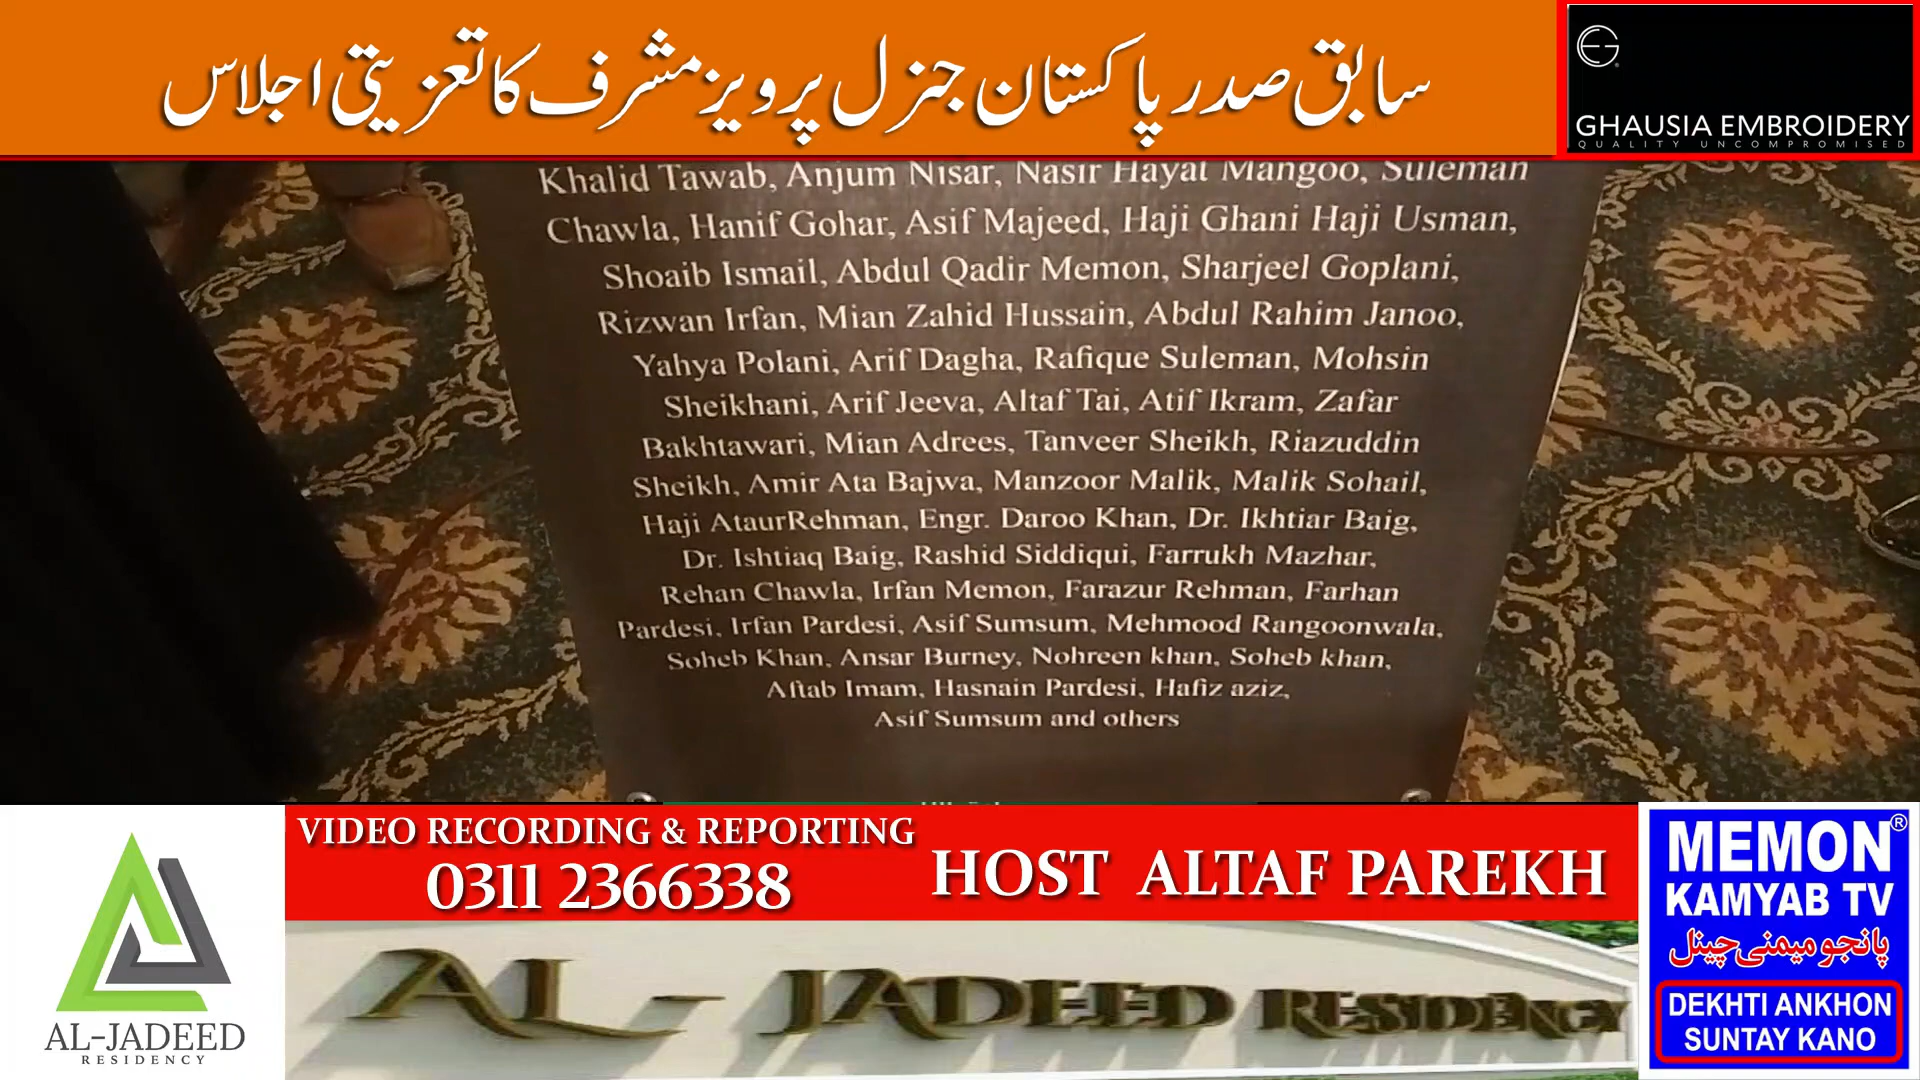 سابق صدر پاکستان جنرل پرویز مشرف کا تعزیتی اجلاس
GHAUSIA EMBROIDERY
QUALITY UNCOMPROMISED
Khalid Tawab, Anjum Nisar, Nasir Hayat Mangoo, Suleman
Chawla, Hanif Gohar, Asif Majeed, Haji Ghani Haji Usman,
Shoaib Ismail, Abdul Qadir Memon, Sharjeel Goplani,
Rizwan Irfan, Mian Zahid Hussain, Abdul Rahim Janoo,
Yahya Polani, Arif Dagha, Rafique Suleman, Mohsin
Sheikhani, Arif Jeeva, Altaf Tai, Atif Ikram, Zafar
Bakhtawari, Mian Adrees, Tanveer Sheikh, Riazuddin
Sheikh, Amir Ata Bajwa, Manzoor Malik, Malik Sohail,
Haji AtaurRehman, Engr. Daroo Khan, Dr. Ikhtiar Baig,
Dr. Ishtiaq Baig, Rashid Siddiqui, Farrukh Mazhar,
Rehan Chawla, Irfan Memon, Farazur Rehman, Farhan
Pardesi, Irfan Pardesi, Asif Sumsum, Mehmood Rangoonwala,
Soheb Khan, Ansar Burney, Nohreen khan, Soheb khan,
Aftab Imam, Hasnain Pardesi, Hafiz aziz,
Asif Sumsum and others
VIDEO RECORDING & REPORTING
0311 2366338
HOST ALTAF PAREKH
AL-JADEED
RESIDENCY
AL-JADEED RESIDENCY
MEMON®
KAMYAB TV
پانجو میمنی چینل
DEKHTI ANKHON
SUNTAY KANO